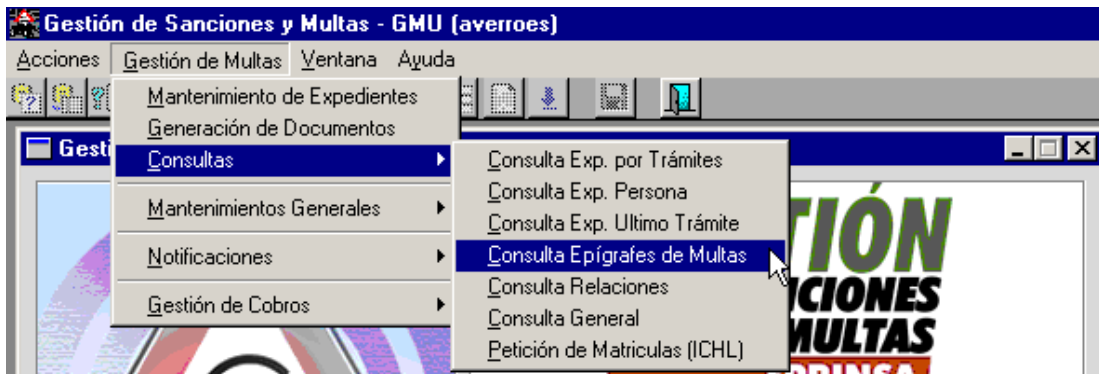 Gestión de Sanciones y Multas - GMU (averroes)
Acciones Gestión de Multas Ventana Ayuda
Mantenimiento de Expedientes
Generación de Documentos
Consultas
Mantenimientos Generales
Notificaciones
Gestión de Cobros
Gesti
Consulta Exp. por Trámites
Consulta Exp. Persona
Consulta Exp. Ultimo Trámite
Consulta Epígrafes de Multas
Consulta Relaciones
Consulta General
Petición de Matriculas (ICHL)
TIÓN
CIONES
MULTAS